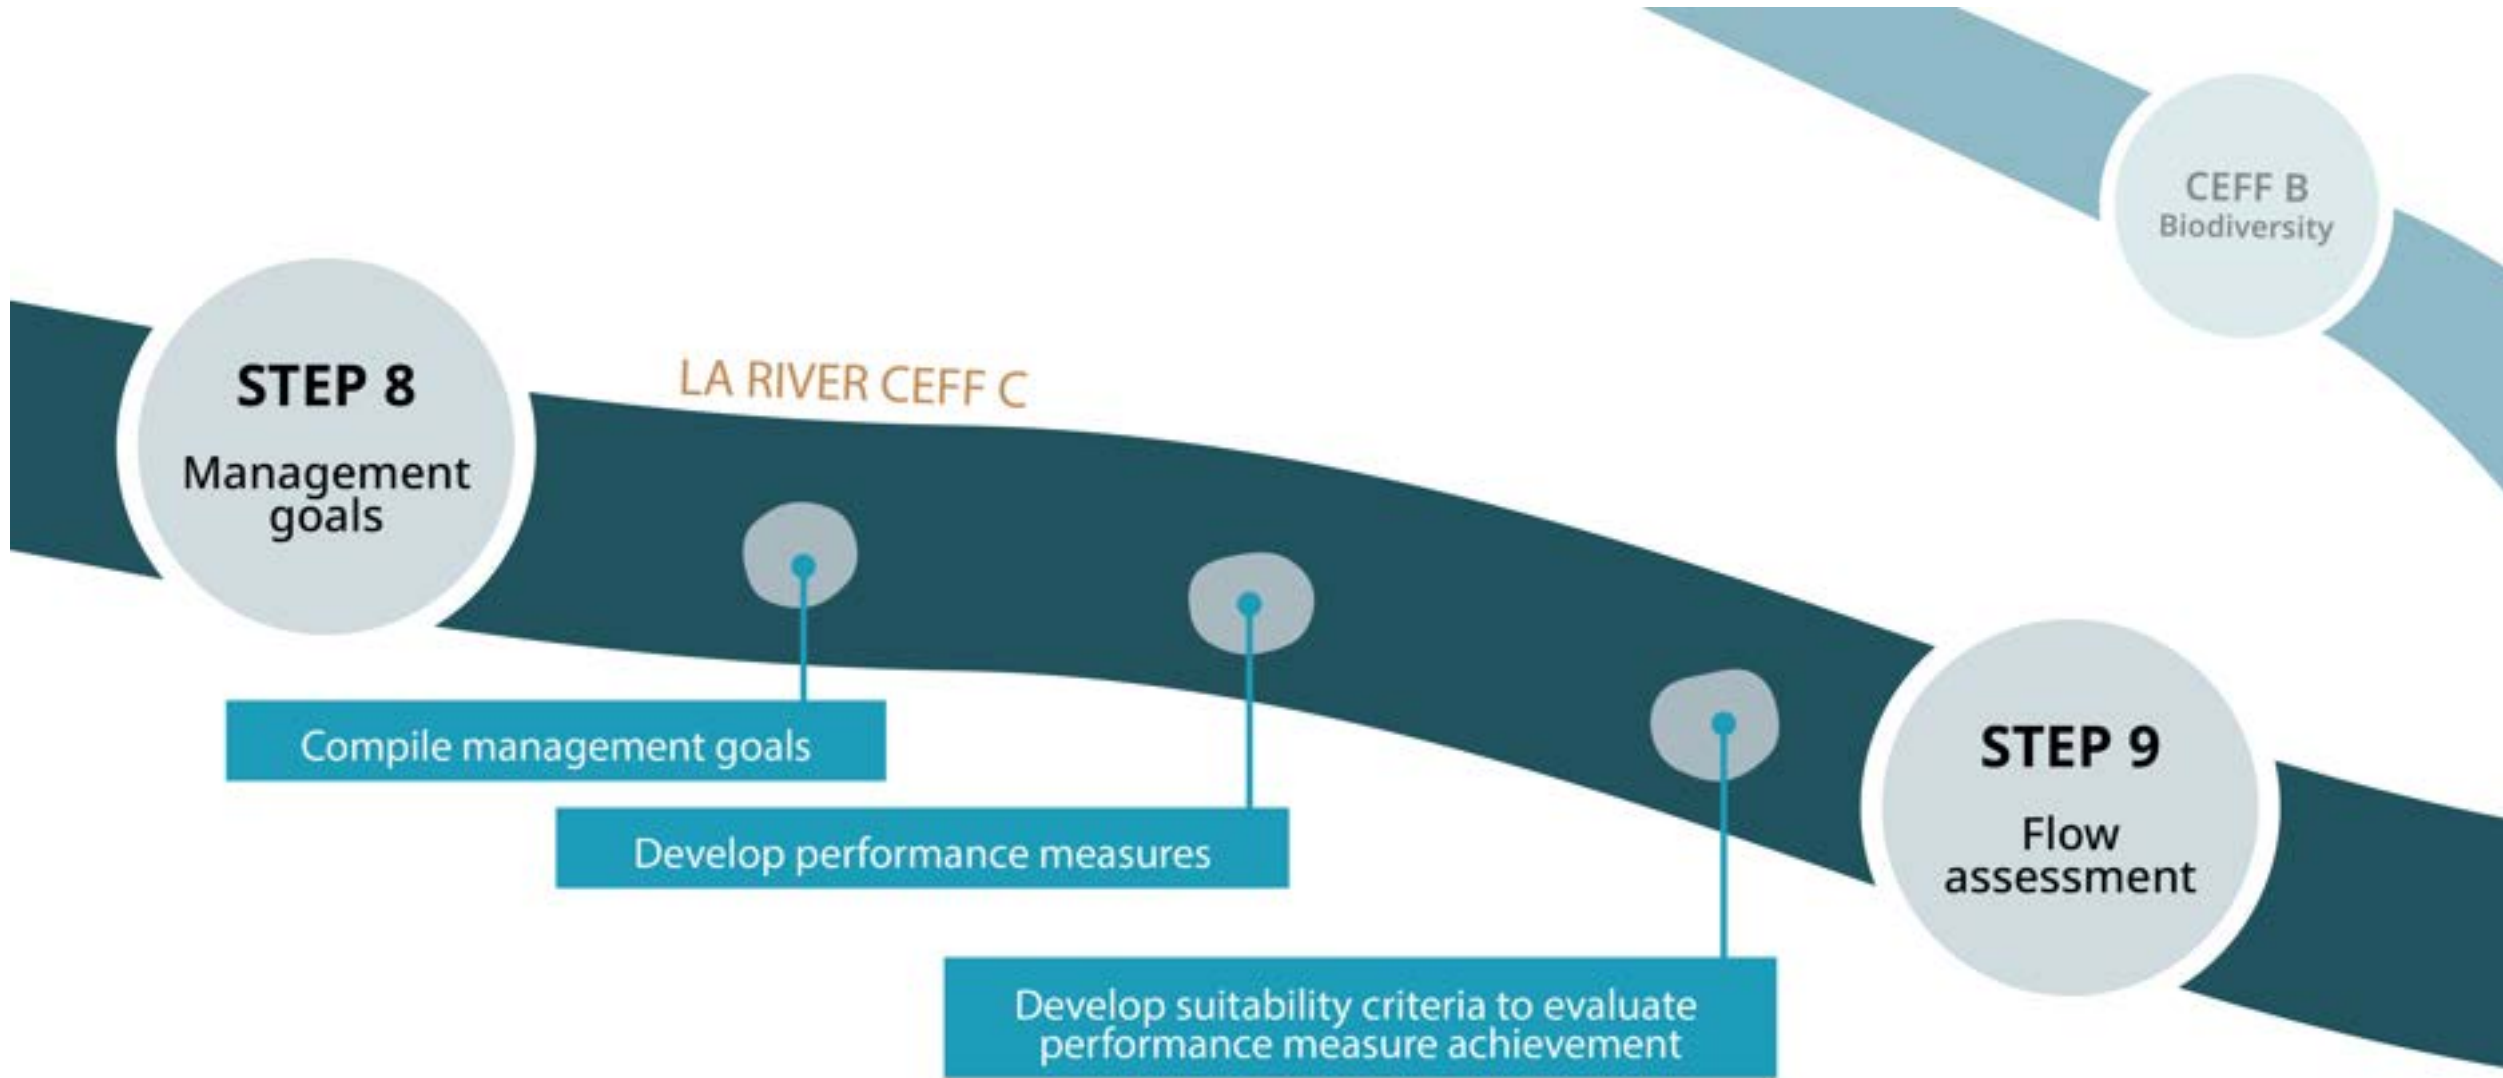 CEFF B
Biodiversity
STEP 8
Management
goals
LA RIVER CEFF C
Compile management goals
Develop performance measures
Develop suitability criteria to evaluate
performance measure achievement
STEP 9
Flow
assessment